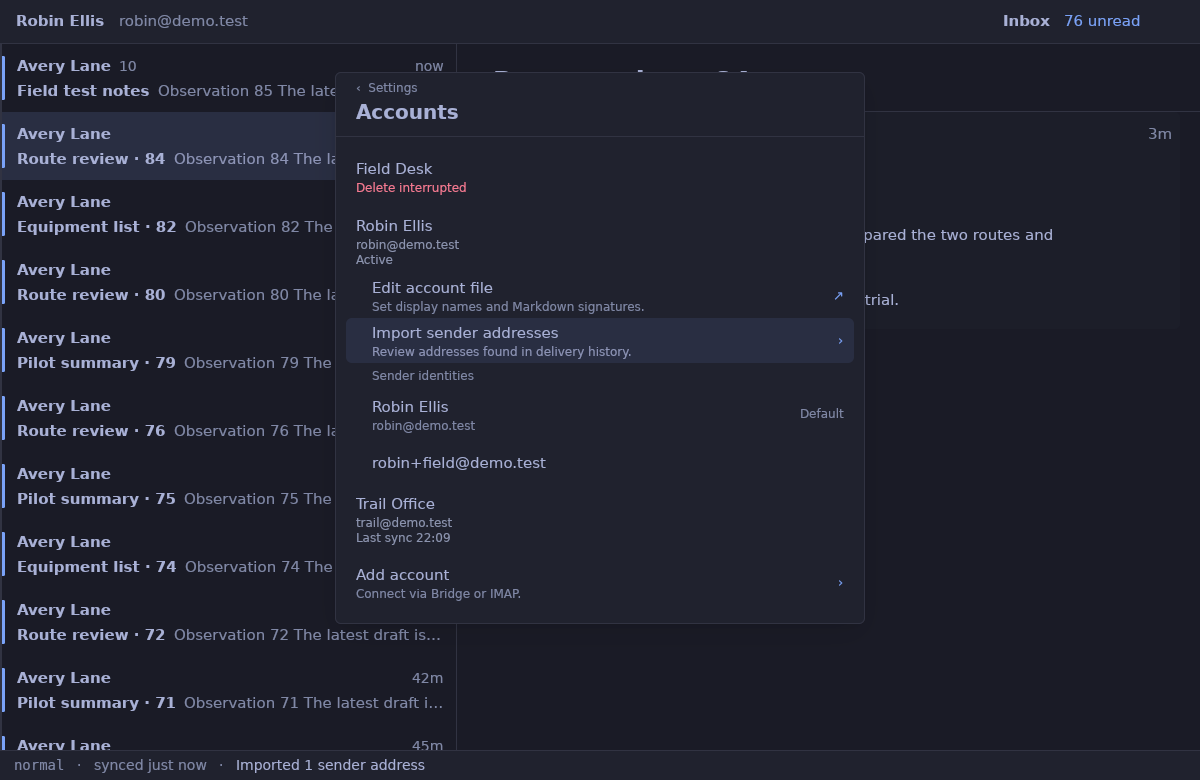 Robin Ellis robin@demo.test Inbox 76 unread
Avery Lane 10 now
Field test notes Observation 85 The late
Avery Lane
Route review · 84 Observation 84 The la
Avery Lane
Equipment list · 82 Observation 82 The
Avery Lane
Route review · 80 Observation 80 The la
Avery Lane
Pilot summary · 79 Observation 79 The
Avery Lane
Route review · 76 Observation 76 The la
Avery Lane
Pilot summary · 75 Observation 75 The
Avery Lane
Equipment list · 74 Observation 74 The
Avery Lane
Route review · 72 Observation 72 The latest draft is…
Avery Lane 42m
Pilot summary · 71 Observation 71 The latest draft i…
Avery Lane 45m
‹ Settings
Accounts
Field Desk
Delete interrupted
Robin Ellis
robin@demo.test
Active
Edit account file ↗
Set display names and Markdown signatures.
Import sender addresses ›
Review addresses found in delivery history.
Sender identities
Robin Ellis Default
robin@demo.test
robin+field@demo.test
Trail Office
trail@demo.test
Last sync 22:09
Add account ›
Connect via Bridge or IMAP.
3m
pared the two routes and
trial.
normal · synced just now · Imported 1 sender address